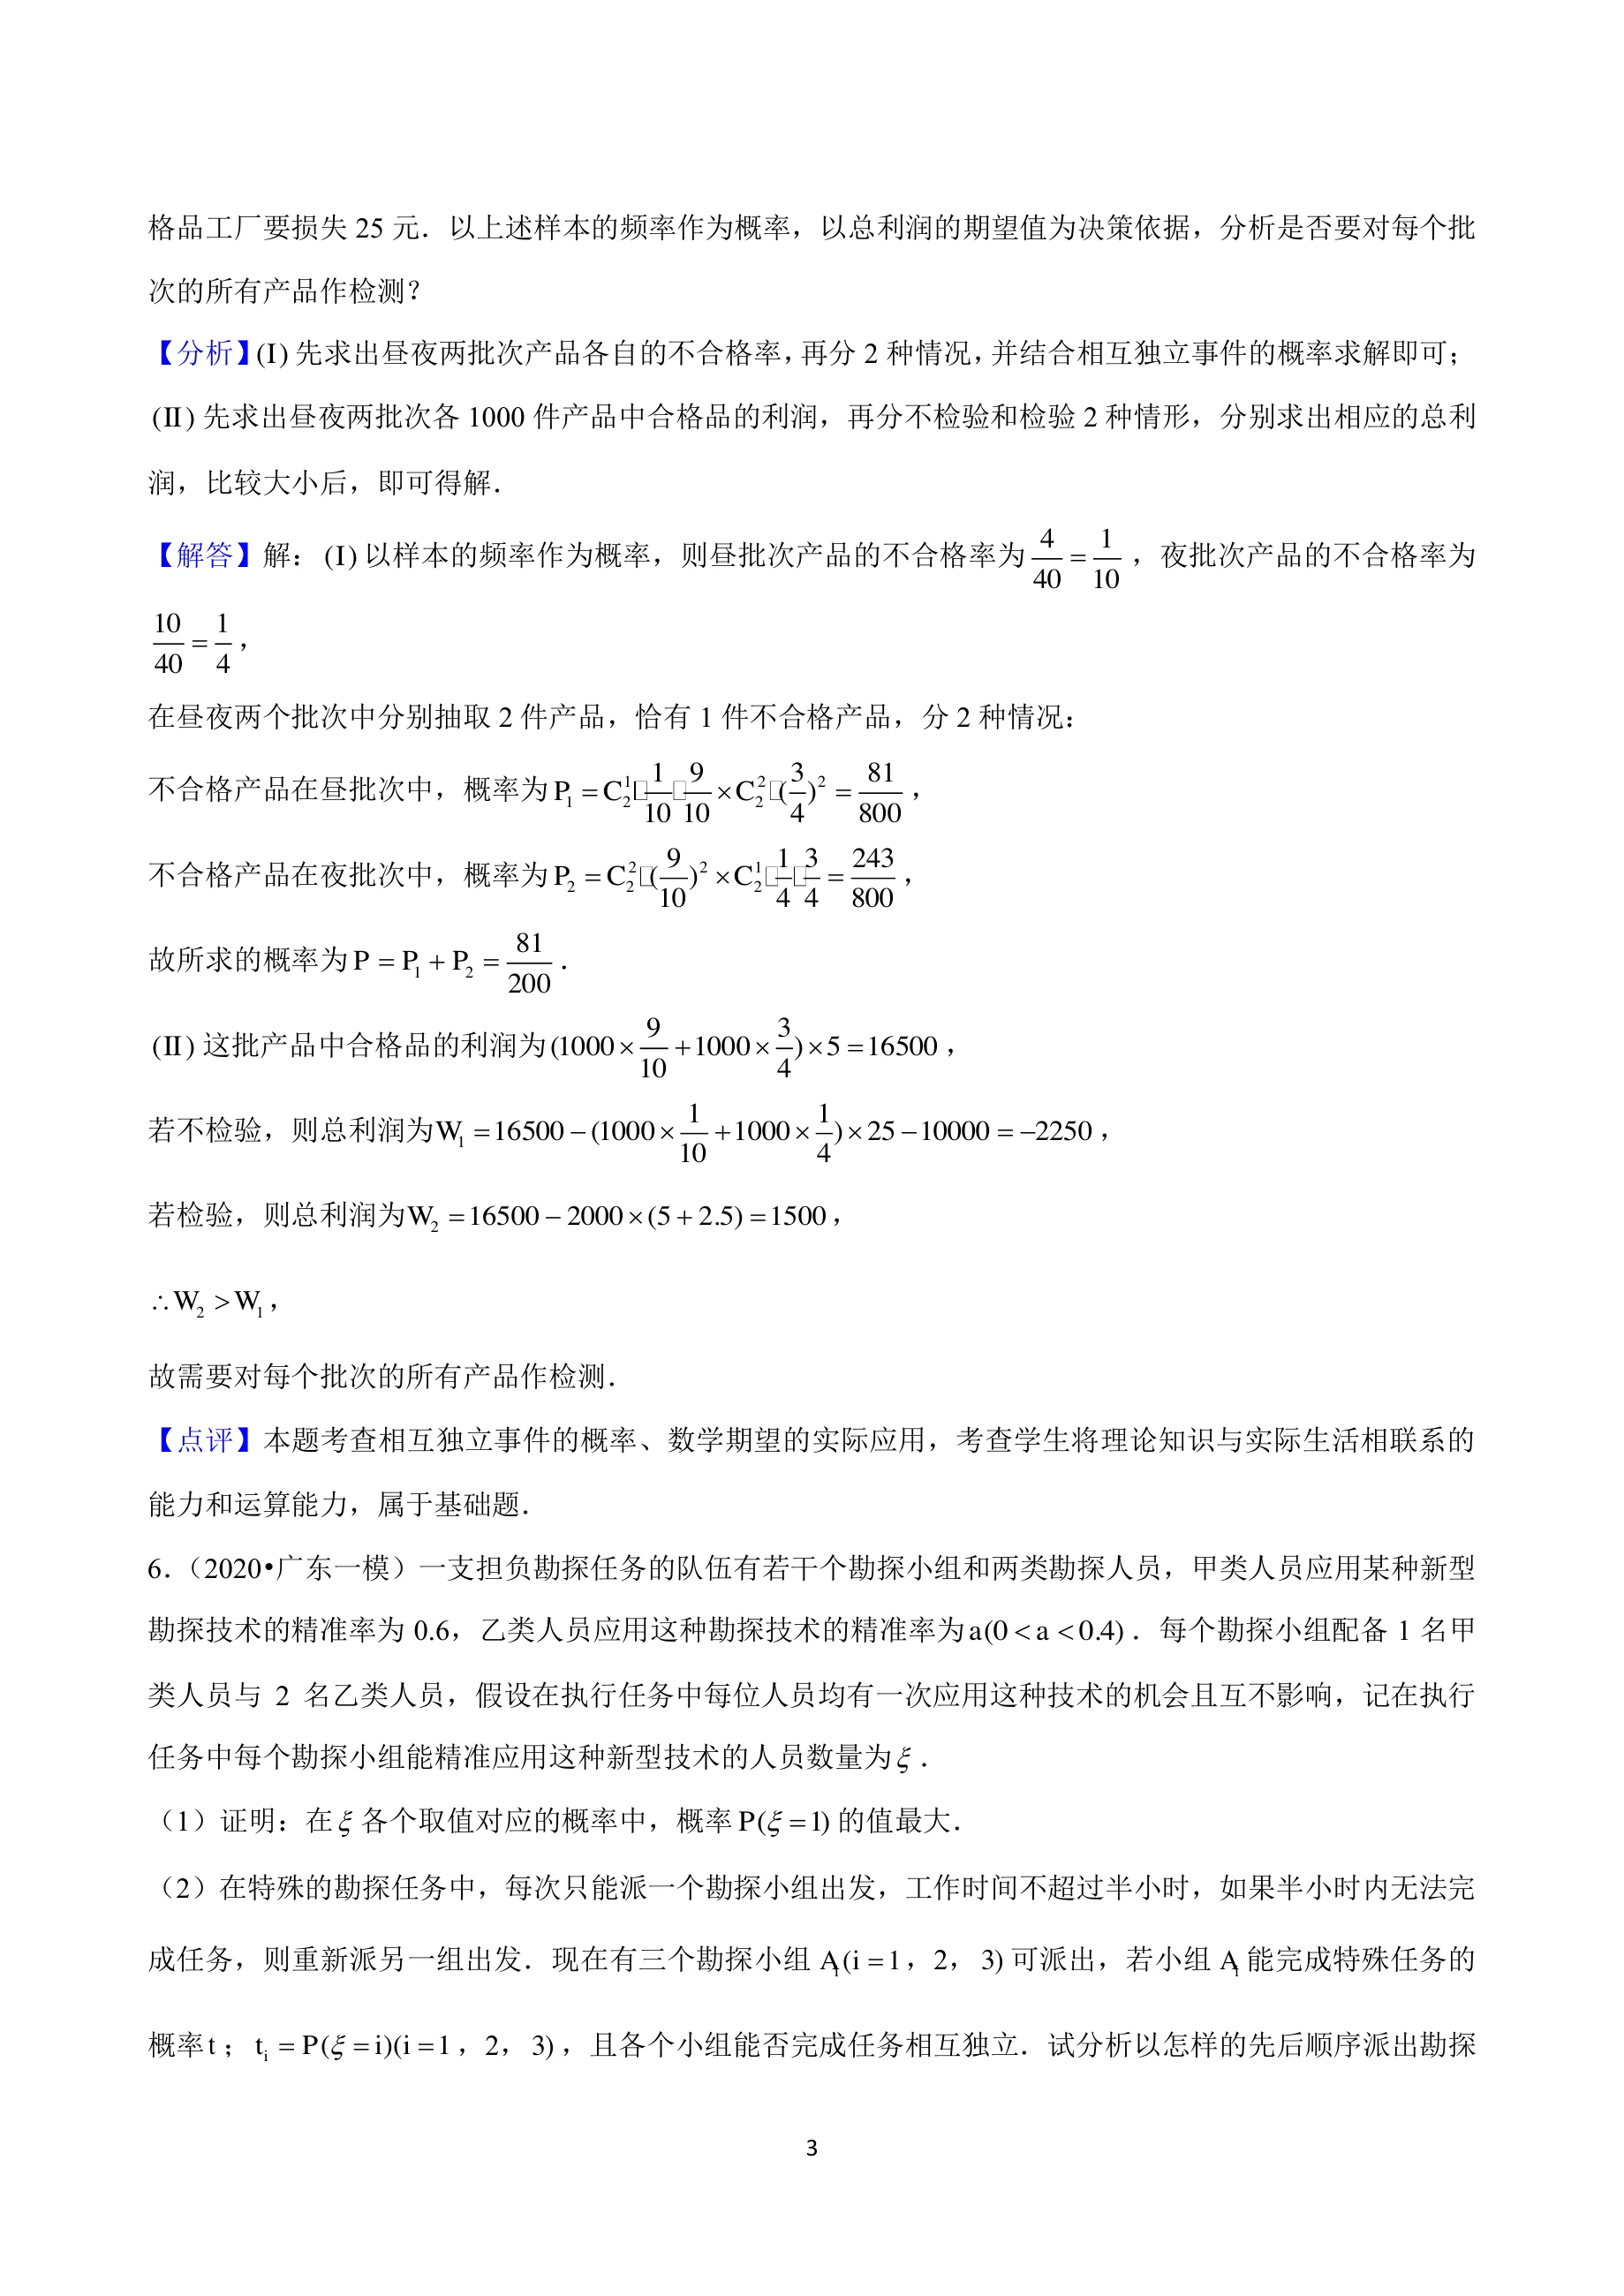 格品工厂要损失 25 元．以上述样本的频率作为概率，以总利润的期望值为决策依据，分析是否要对每个批
次的所有产品作检测？
【分析】(Ⅰ) 先求出昼夜两批次产品各自的不合格率，再分 2 种情况，并结合相互独立事件的概率求解即可；
(Ⅱ) 先求出昼夜两批次各 1000 件产品中合格品的利润，再分不检验和检验 2 种情形，分别求出相应的总利
润，比较大小后，即可得解．
【解答】解：(Ⅰ) 以样本的频率作为概率，则昼批次产品的不合格率为 4/40 = 1/10，夜批次产品的不合格率为
10/40 = 1/4，
在昼夜两个批次中分别抽取 2 件产品，恰有 1 件不合格产品，分 2 种情况：
不合格产品在昼批次中，概率为 P₁ = C₂¹□1/10□9/10 × C₂²□(3/4)² = 81/800，
不合格产品在夜批次中，概率为 P₂ = C₂²□(9/10)² × C₂¹□1/4□3/4 = 243/800，
故所求的概率为 P = P₁ + P₂ = 81/200．
(Ⅱ) 这批产品中合格品的利润为 (1000 × 9/10 + 1000 × 3/4) × 5 = 16500，
若不检验，则总利润为 W₁ = 16500 − (1000 × 1/10 + 1000 × 1/4) × 25 − 10000 = −2250，
若检验，则总利润为 W₂ = 16500 − 2000 × (5 + 2.5) = 1500，
∴ W₂ > W₁，
故需要对每个批次的所有产品作检测．
【点评】本题考查相互独立事件的概率、数学期望的实际应用，考查学生将理论知识与实际生活相联系的
能力和运算能力，属于基础题．
6．（2020•广东一模）一支担负勘探任务的队伍有若干个勘探小组和两类勘探人员，甲类人员应用某种新型
勘探技术的精准率为 0.6，乙类人员应用这种勘探技术的精准率为 a(0 < a < 0.4)．每个勘探小组配备 1 名甲
类人员与 2 名乙类人员，假设在执行任务中每位人员均有一次应用这种技术的机会且互不影响，记在执行
任务中每个勘探小组能精准应用这种新型技术的人员数量为 ξ．
（1）证明：在 ξ 各个取值对应的概率中，概率 P(ξ = 1) 的值最大．
（2）在特殊的勘探任务中，每次只能派一个勘探小组出发，工作时间不超过半小时，如果半小时内无法完
成任务，则重新派另一组出发．现在有三个勘探小组 Aᵢ(i = 1，2，3) 可派出，若小组 Aᵢ 能完成特殊任务的
概率 t；tᵢ = P(ξ = i)(i = 1，2，3)，且各个小组能否完成任务相互独立．试分析以怎样的先后顺序派出勘探
3